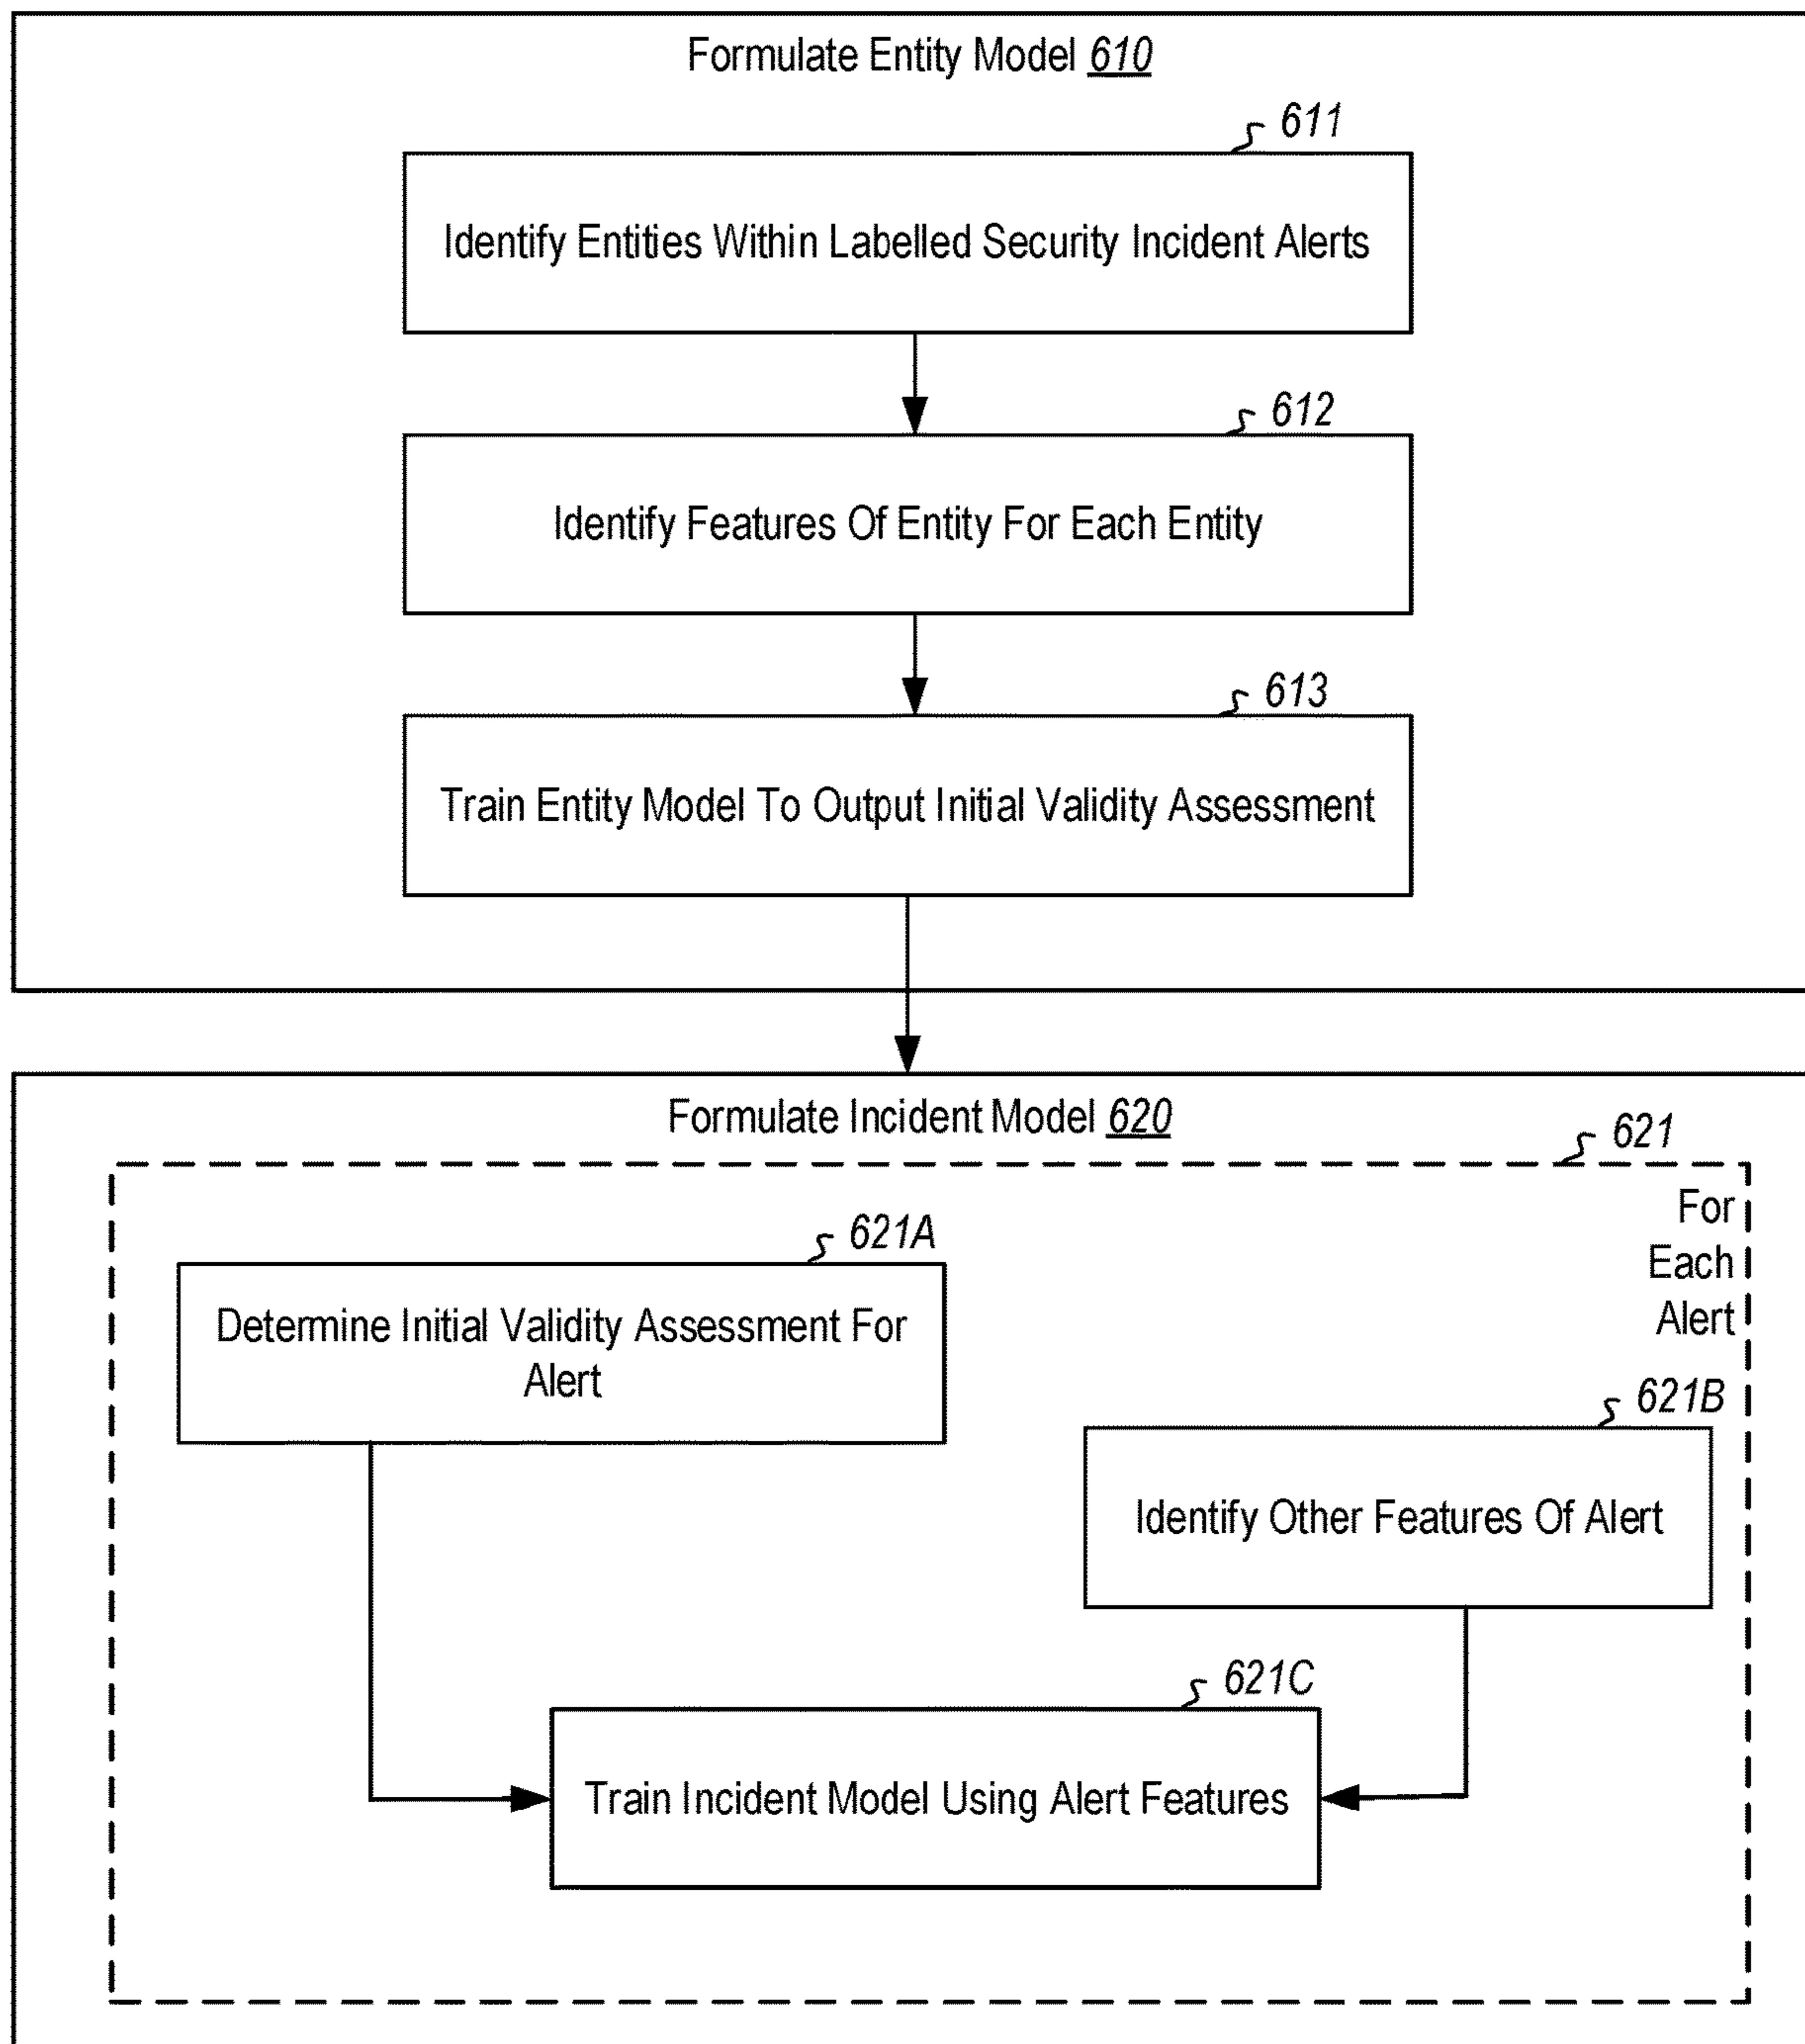 Formulate Entity Model 610
611
Identify Entities Within Labelled Security Incident Alerts
612
Identify Features Of Entity For Each Entity
613
Train Entity Model To Output Initial Validity Assessment
Formulate Incident Model 620
621
For
Each
Alert
621A
Determine Initial Validity Assessment For
Alert
621B
Identify Other Features Of Alert
621C
Train Incident Model Using Alert Features